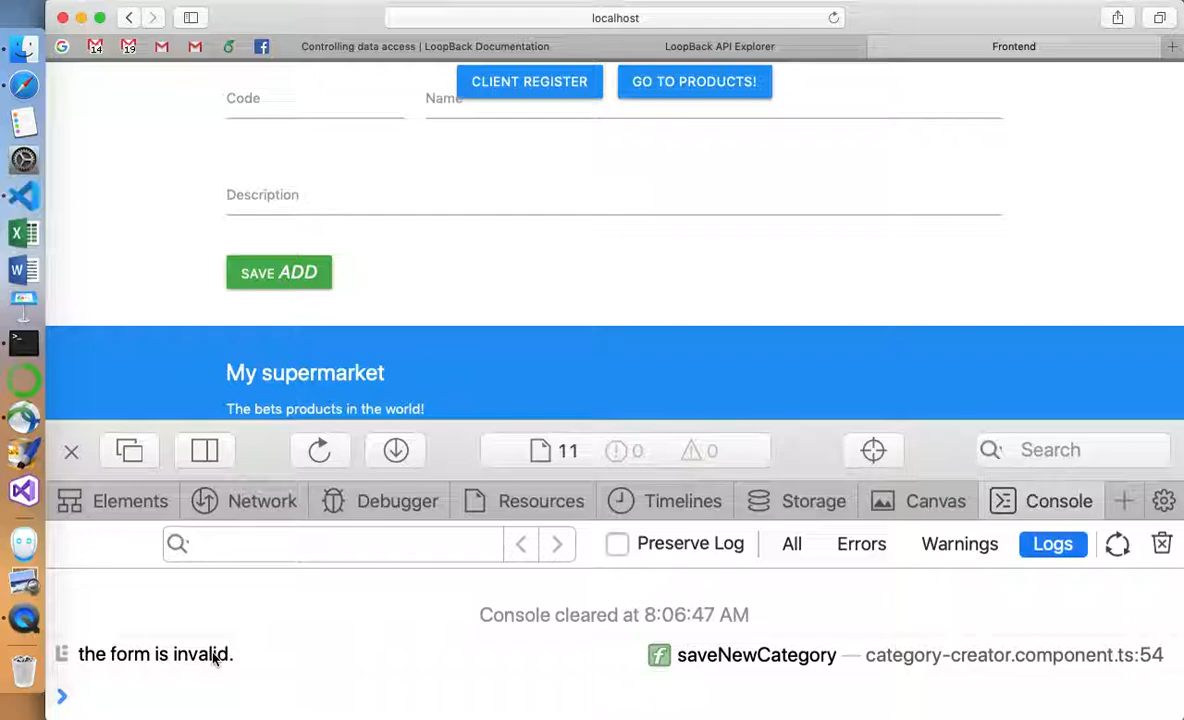 localhost
14
19
Controlling data access | LoopBack Documentation
LoopBack API Explorer
Frontend
CLIENT REGISTER
GO TO PRODUCTS!
Code
Name
Description
SAVE ADD
My supermarket
The bets products in the world!
11
0
0
Search
Elements
Network
Debugger
Resources
Timelines
Storage
Canvas
Console
Preserve Log
All
Errors
Warnings
Logs
Console cleared at 8:06:47 AM
the form is invalid.
f saveNewCategory — category-creator.component.ts:54